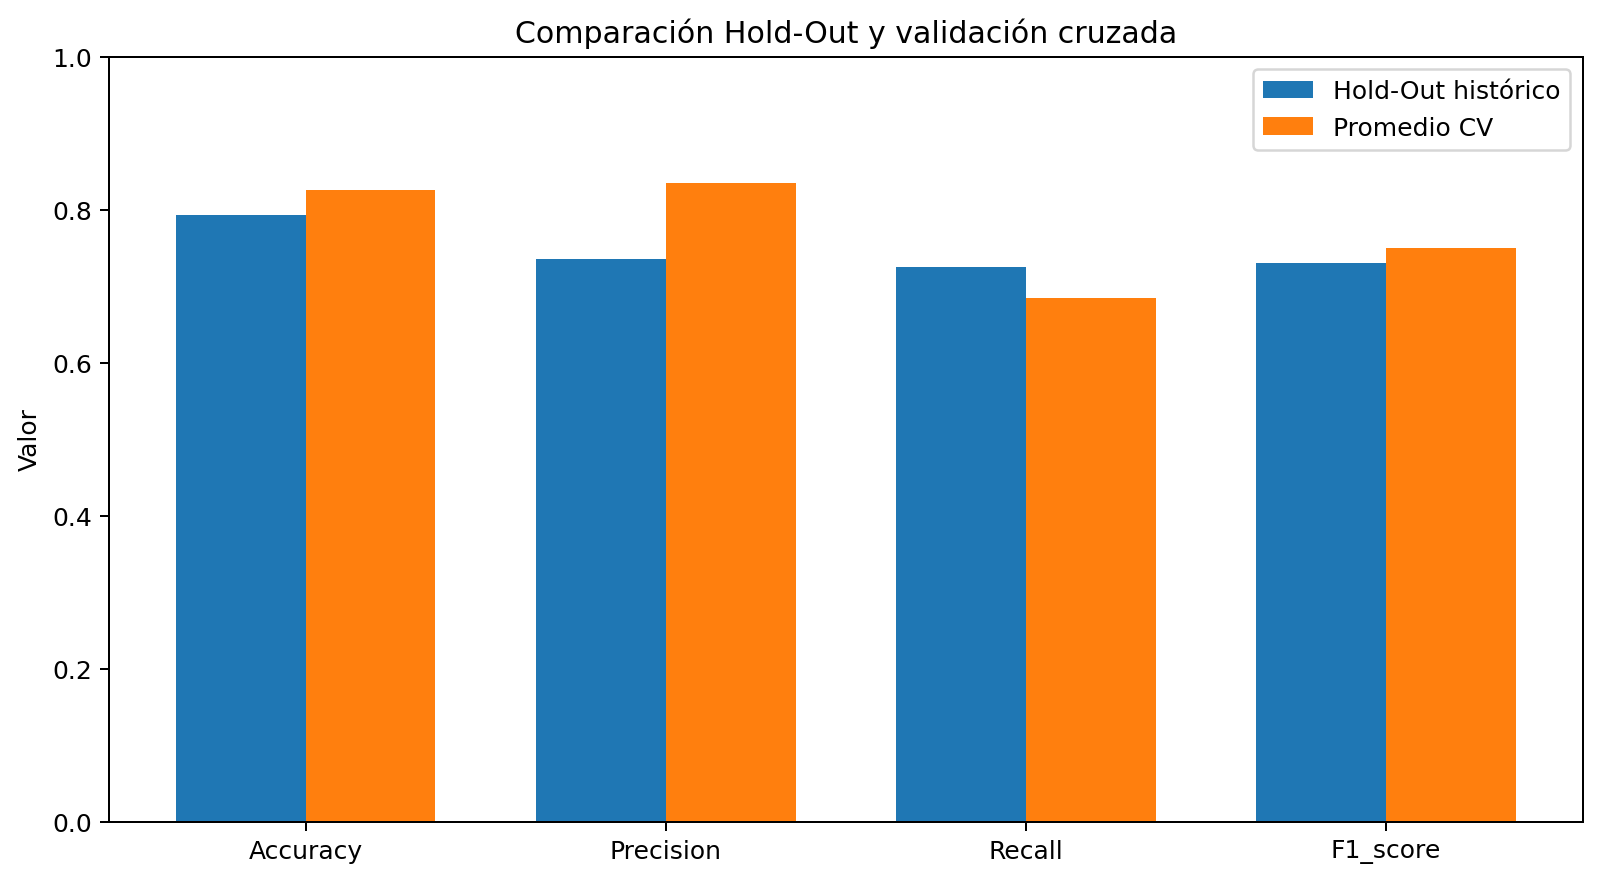 Comparación Hold-Out y validación cruzada
Hold-Out histórico
Promedio CV
Valor
1.0
0.8
0.6
0.4
0.2
0.0
Accuracy
Precision
Recall
F1_score